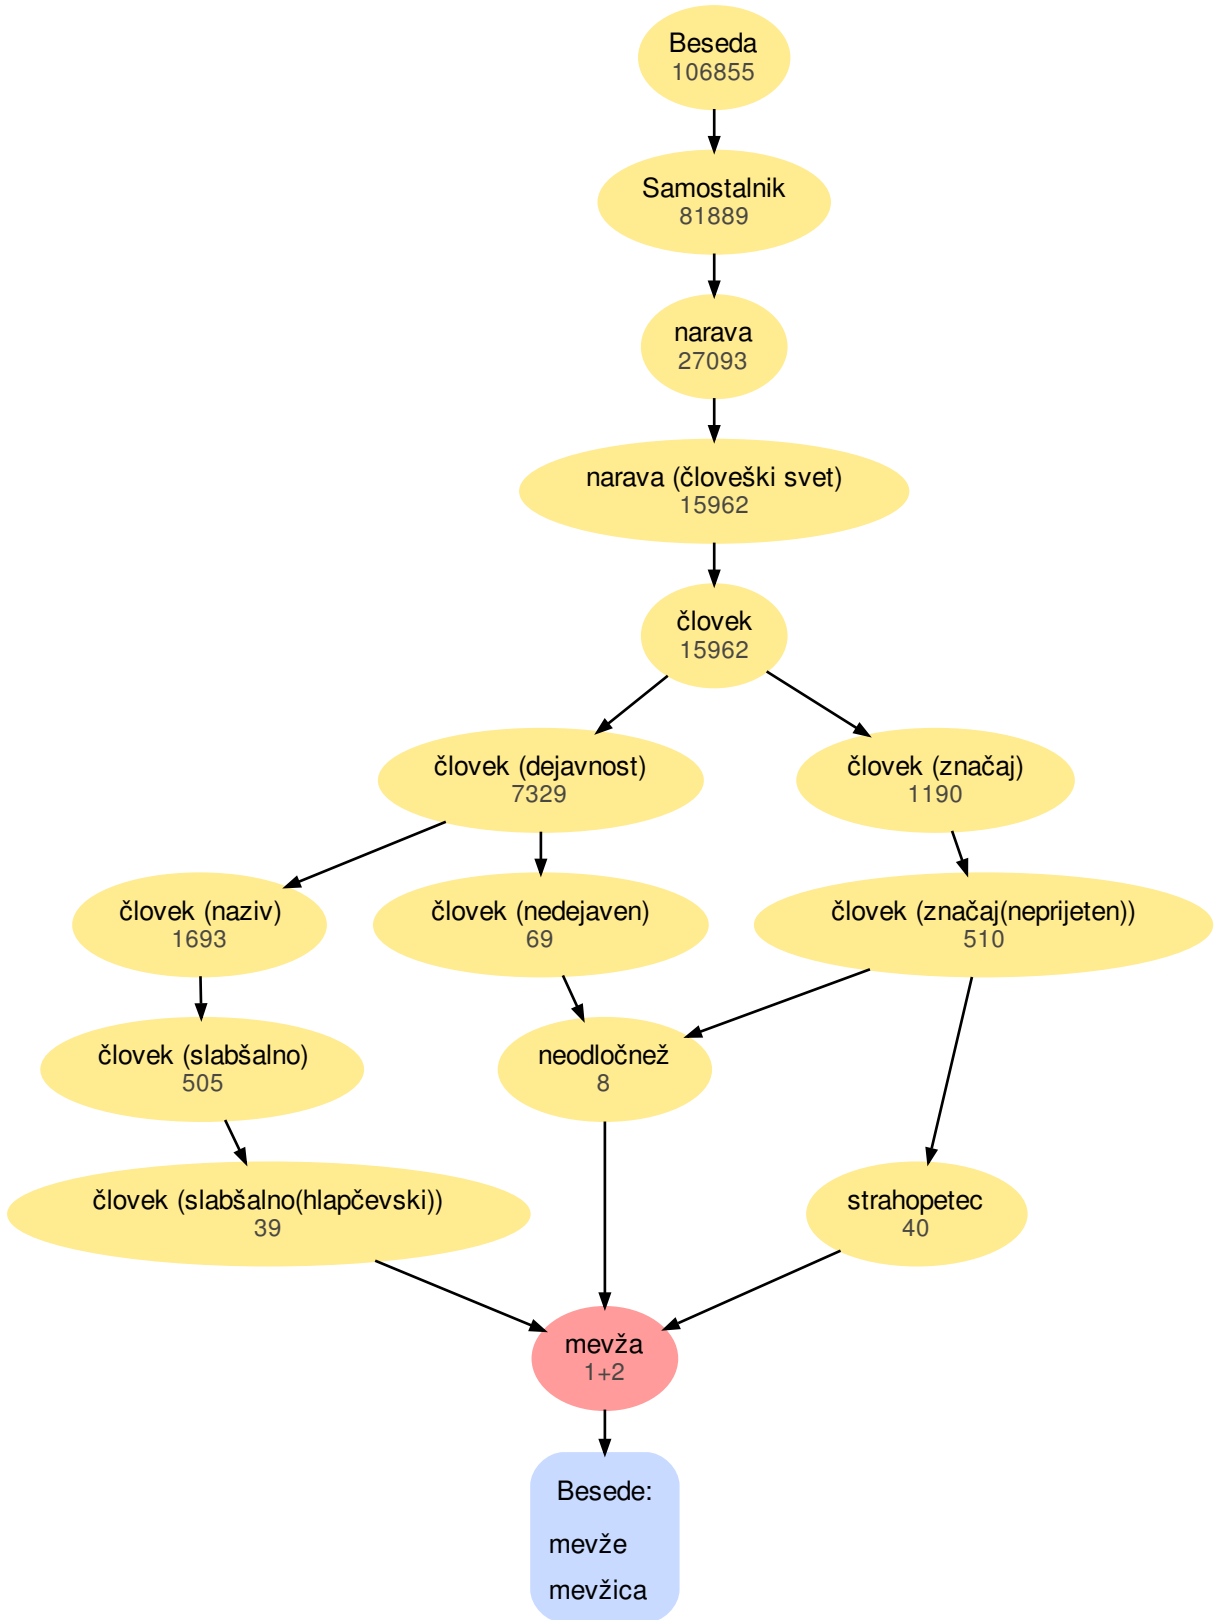 Beseda
106855
Samostalnik
81889
narava
27093
narava (človeški svet)
15962
človek
15962
človek (dejavnost)
7329
človek (značaj)
1190
človek (naziv)
1693
človek (nedejaven)
69
človek (značaj(neprijeten))
510
človek (slabšalno)
505
neodločnež
8
človek (slabšalno(hlapčevski))
39
strahopetec
40
mevža
1+2
Besede:
mevže
mevžica